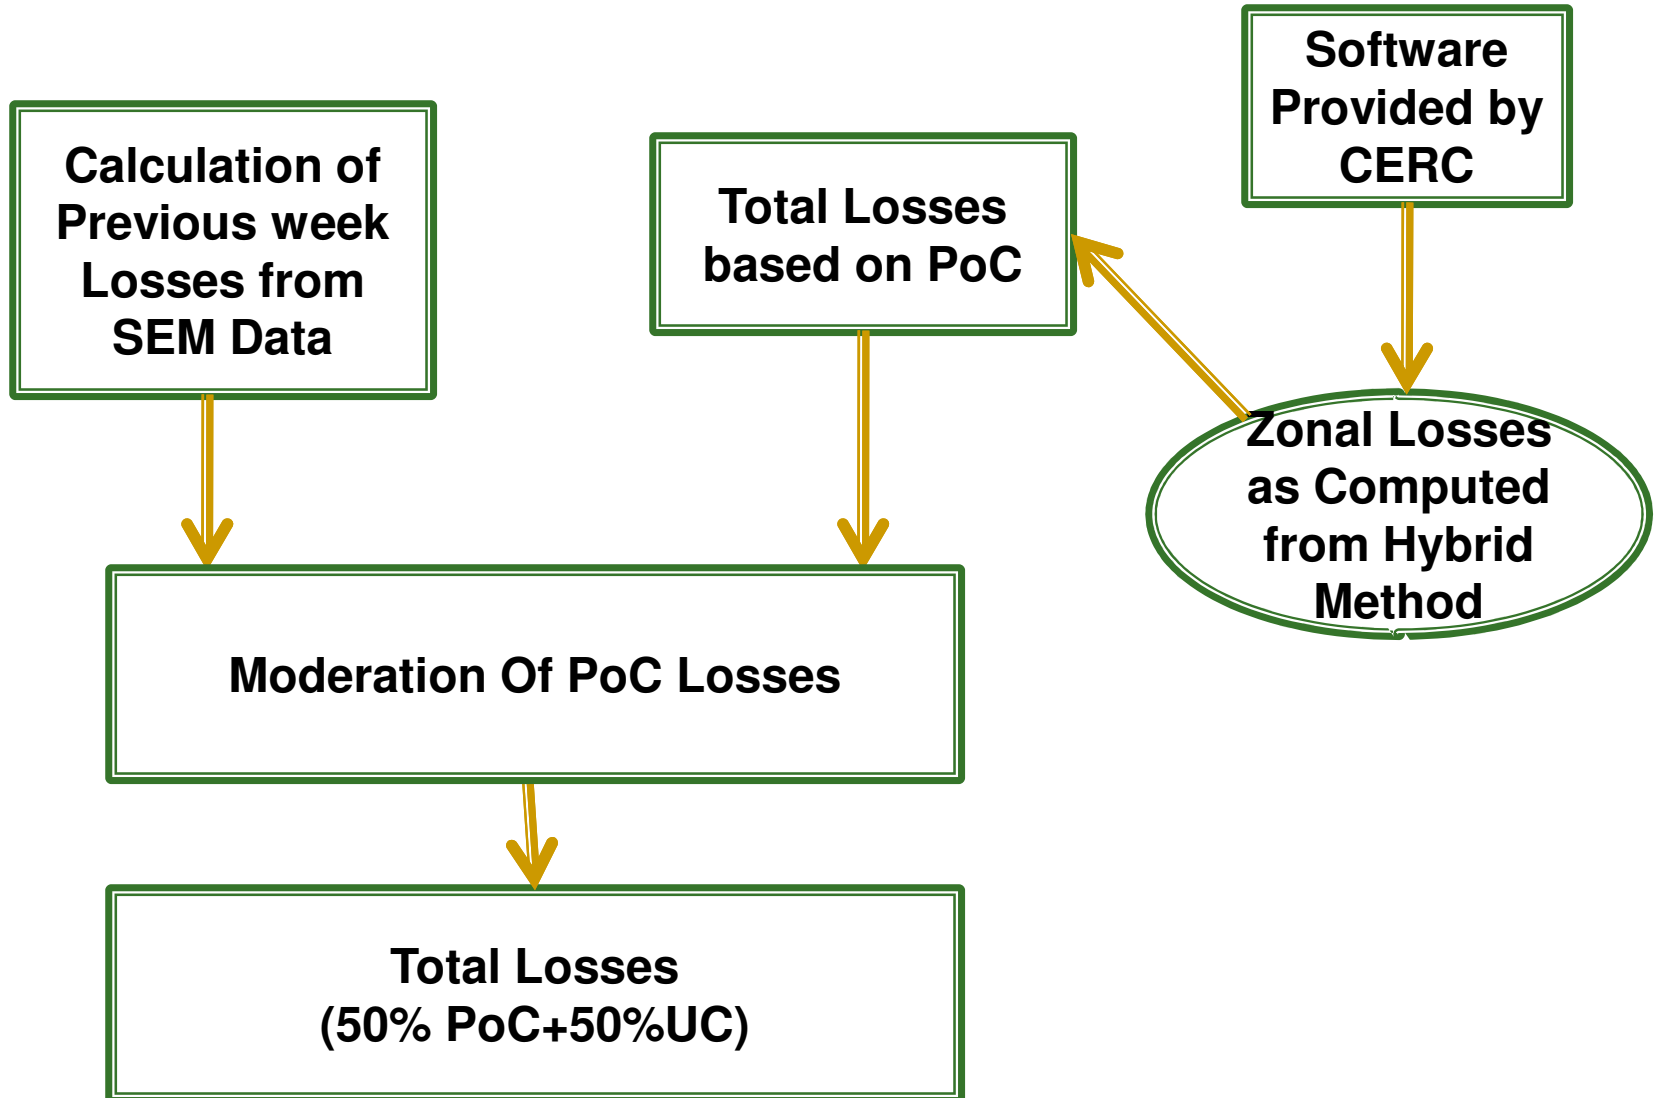 Software
Provided by
CERC
Calculation of
Previous week
Losses from
SEM Data
Total Losses
based on PoC
Zonal Losses
as Computed
from Hybrid
Method
Moderation Of PoC Losses
Total Losses
(50% PoC+50%UC)